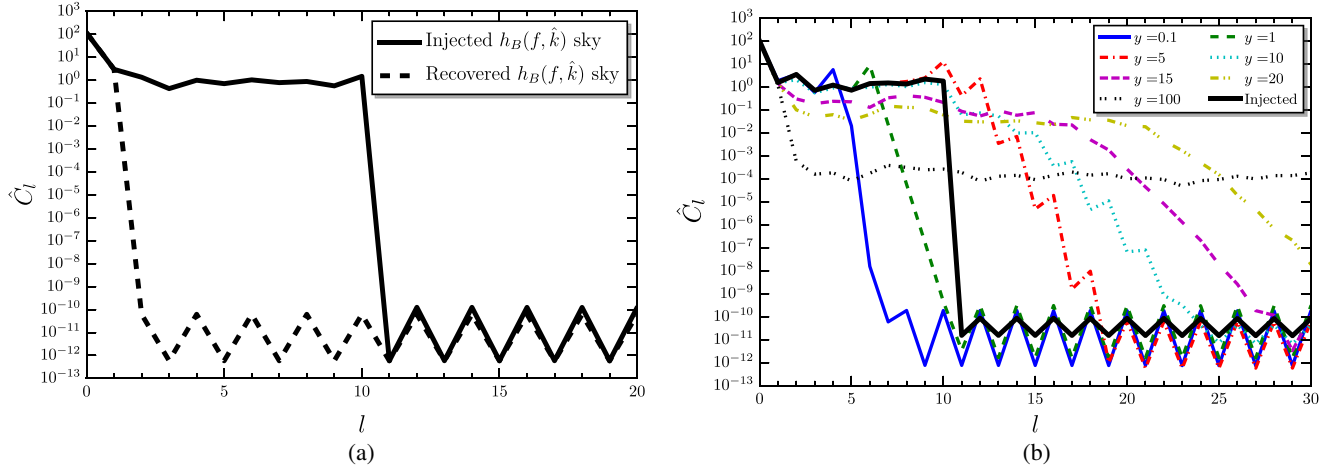 10^3
10^2
10^1
10^0
10^-1
10^-2
10^-3
10^-4
10^-5
10^-6
10^-7
10^-8
10^-9
10^-10
10^-11
10^-12
10^-13
Ĉ_l
Injected h_B(f, k̂) sky
Recovered h_B(f, k̂) sky
0 5 10 15 20
l
(a)
10^3
10^2
10^1
10^0
10^-1
10^-2
10^-3
10^-4
10^-5
10^-6
10^-7
10^-8
10^-9
10^-10
10^-11
10^-12
10^-13
Ĉ_l
y =0.1 y =1
y =5 y =10
y =15 y =20
y =100 Injected
0 5 10 15 20 25 30
l
(b)